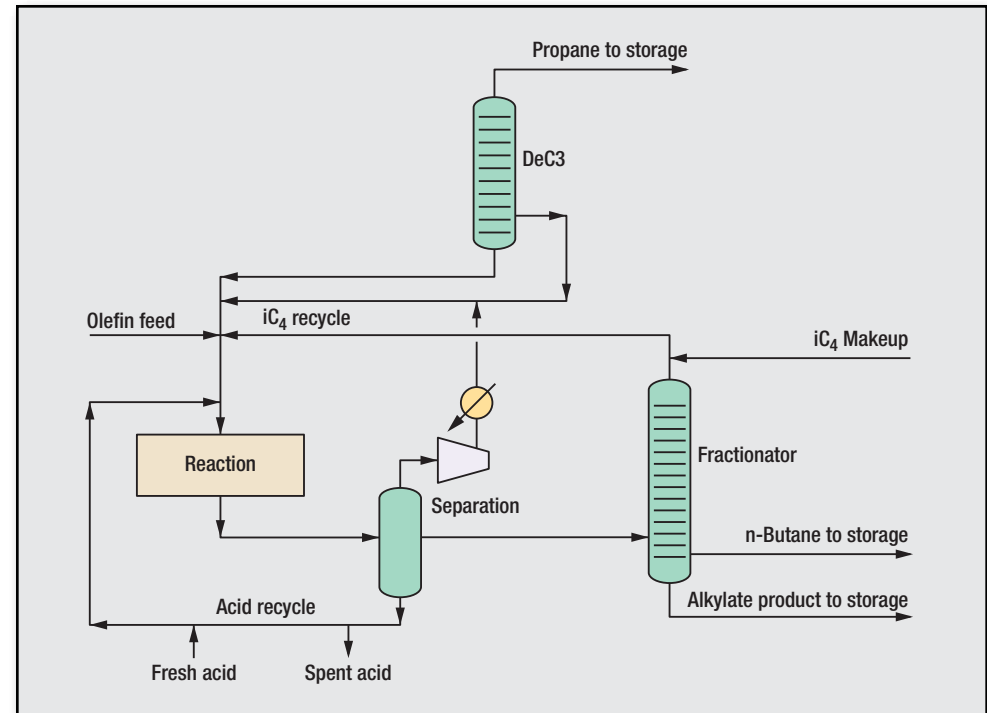 Propane to storage
DeC3
Olefin feed
iC₄ recycle
iC₄ Makeup
Reaction
Fractionator
Separation
n-Butane to storage
Alkylate product to storage
Acid recycle
Fresh acid
Spent acid